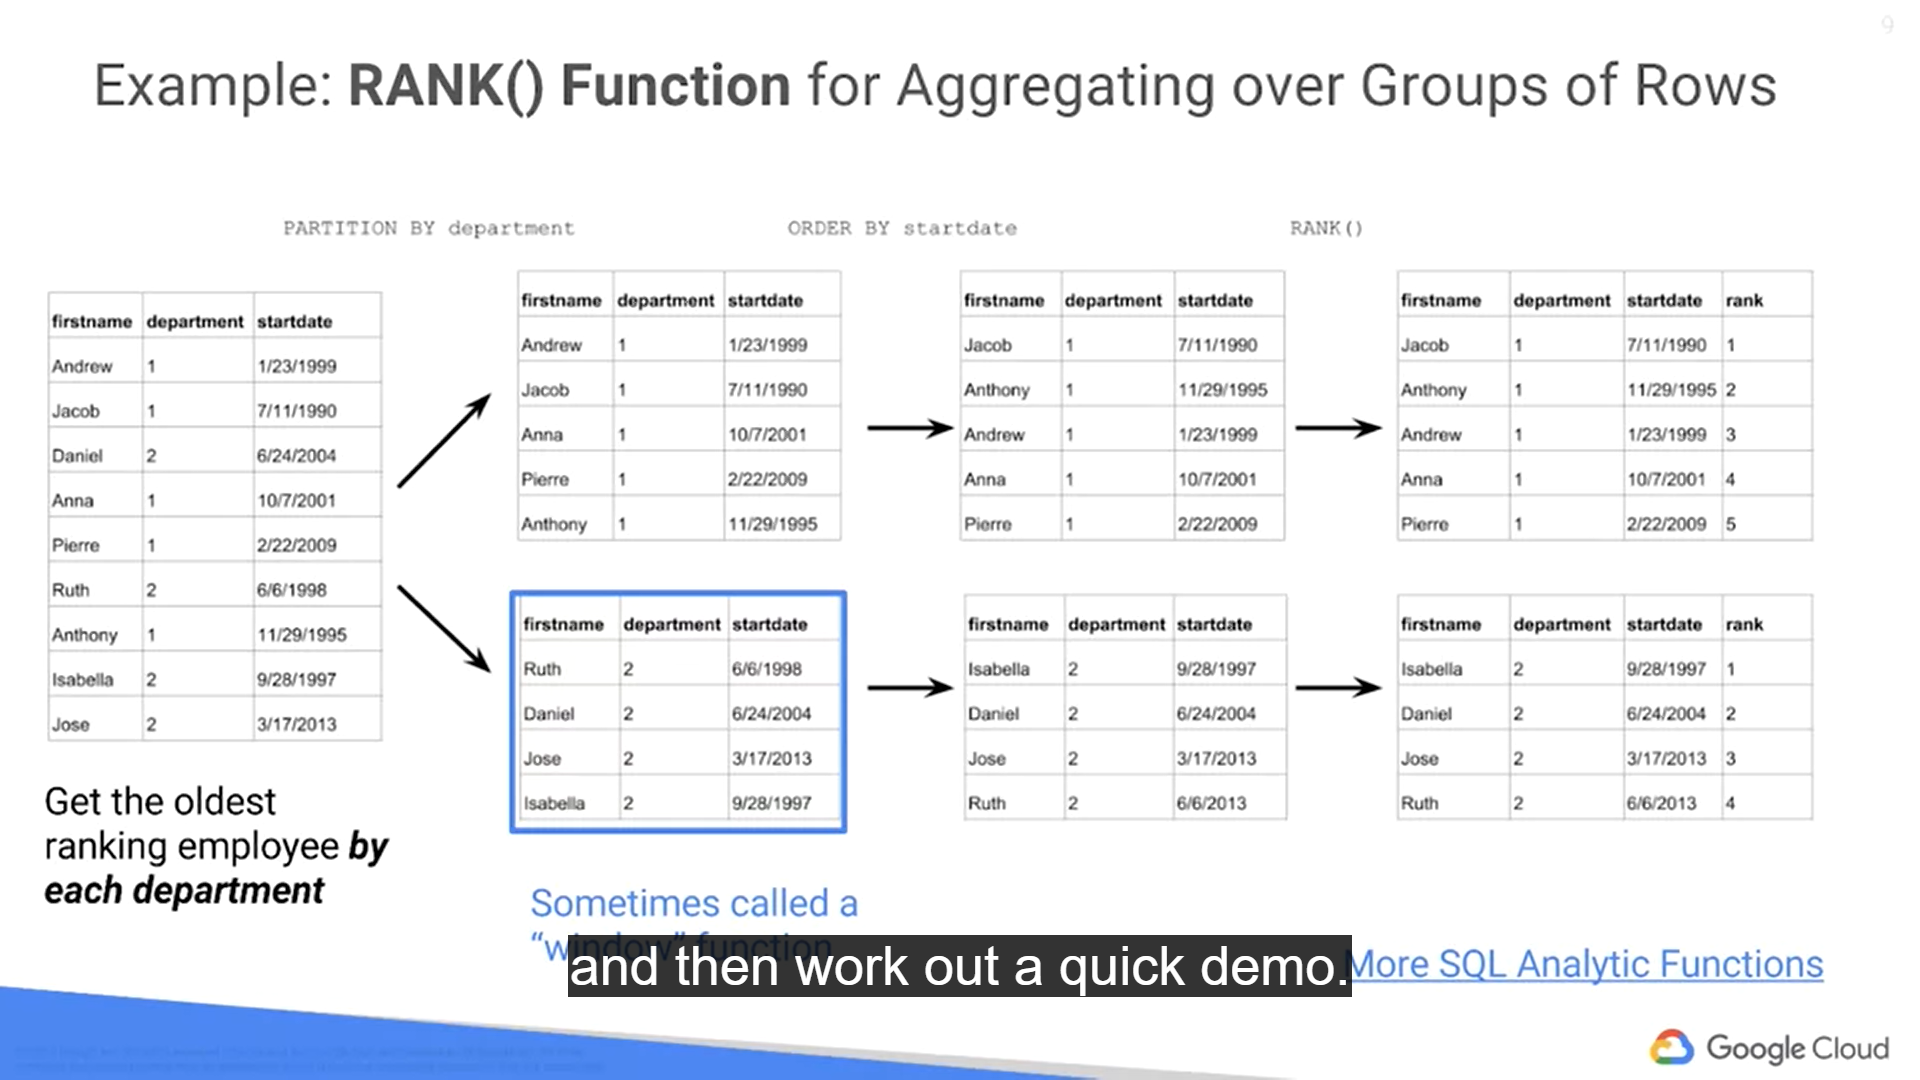 9
Example: RANK() Function for Aggregating over Groups of Rows
PARTITION BY department
ORDER BY startdate
RANK()
firstname department startdate
Andrew 1 1/23/1999
Jacob 1 7/11/1990
Daniel 2 6/24/2004
Anna 1 10/7/2001
Pierre 1 2/22/2009
Ruth 2 6/6/1998
Anthony 1 11/29/1995
Isabella 2 9/28/1997
Jose 2 3/17/2013
Get the oldest
ranking employee by
each department
firstname department startdate
Andrew 1 1/23/1999
Jacob 1 7/11/1990
Anna 1 10/7/2001
Pierre 1 2/22/2009
Anthony 1 11/29/1995
firstname department startdate
Ruth 2 6/6/1998
Daniel 2 6/24/2004
Jose 2 3/17/2013
Isabella 2 9/28/1997
Sometimes called a
“window” function
firstname department startdate
Jacob 1 7/11/1990
Anthony 1 11/29/1995
Andrew 1 1/23/1999
Anna 1 10/7/2001
Pierre 1 2/22/2009
firstname department startdate
Isabella 2 9/28/1997
Daniel 2 6/24/2004
Jose 2 3/17/2013
Ruth 2 6/6/2013
firstname department startdate rank
Jacob 1 7/11/1990 1
Anthony 1 11/29/1995 2
Andrew 1 1/23/1999 3
Anna 1 10/7/2001 4
Pierre 1 2/22/2009 5
firstname department startdate rank
Isabella 2 9/28/1997 1
Daniel 2 6/24/2004 2
Jose 2 3/17/2013 3
Ruth 2 6/6/2013 4
and then work out a quick demo.
More SQL Analytic Functions
Google Cloud